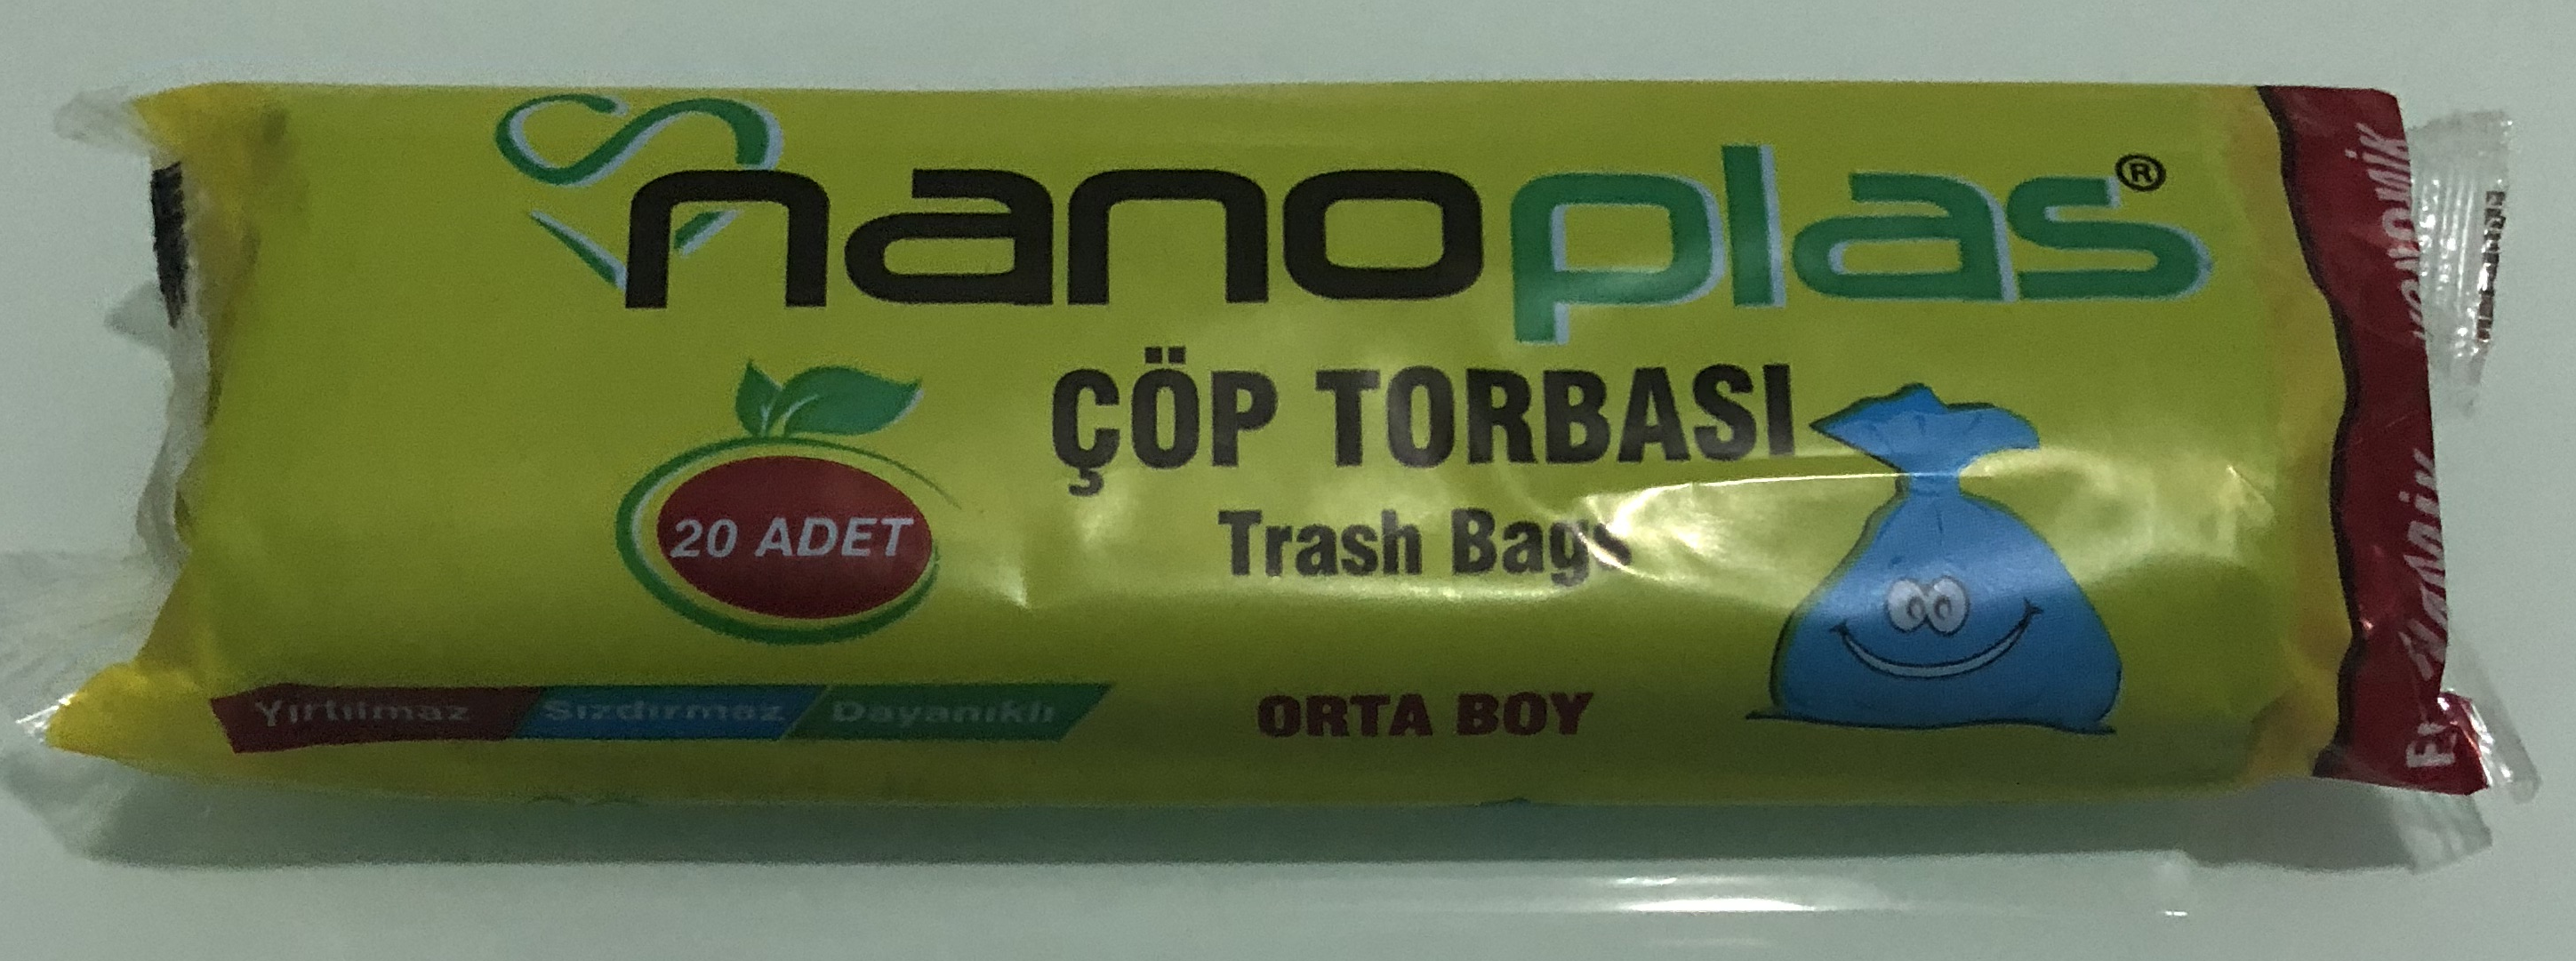 nanoplas®
ÇÖP TORBASI
Trash Bags
20 ADET
Yırtılmaz Sızdırmaz Dayanıklı
ORTA BOY